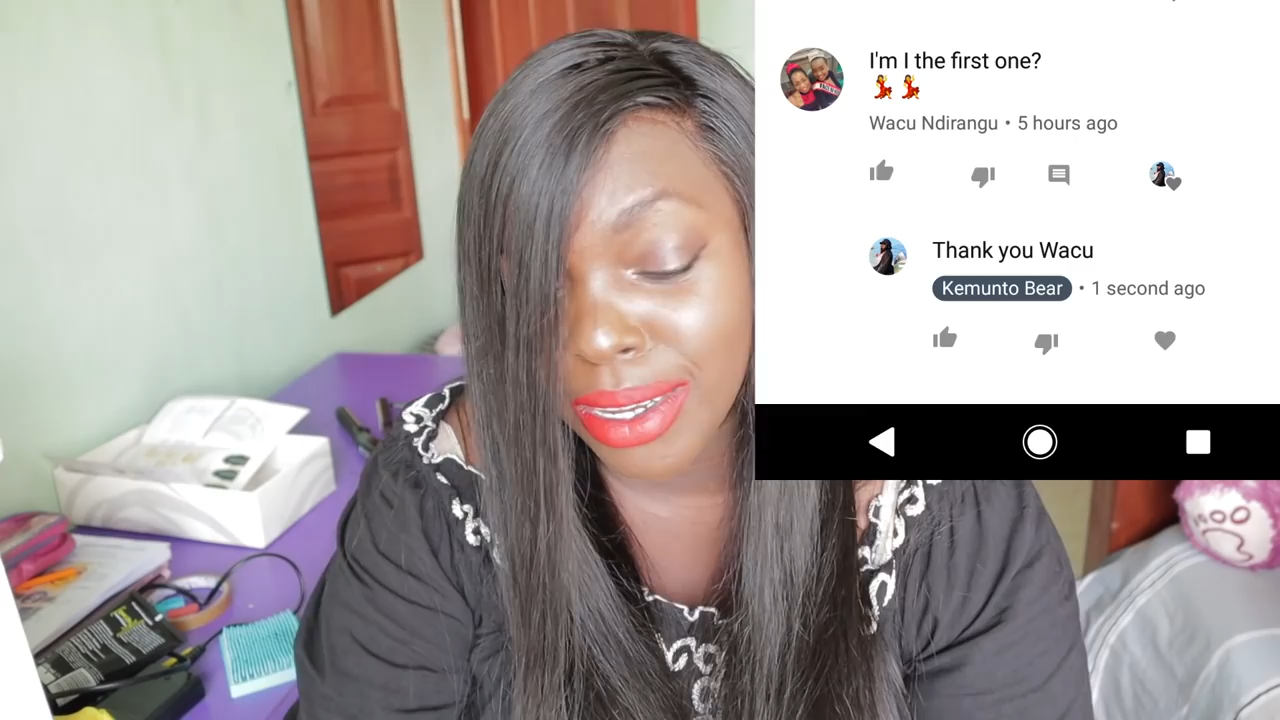 I'm I the first one?
💃💃
Wacu Ndirangu • 5 hours ago
Thank you Wacu
Kemunto Bear • 1 second ago